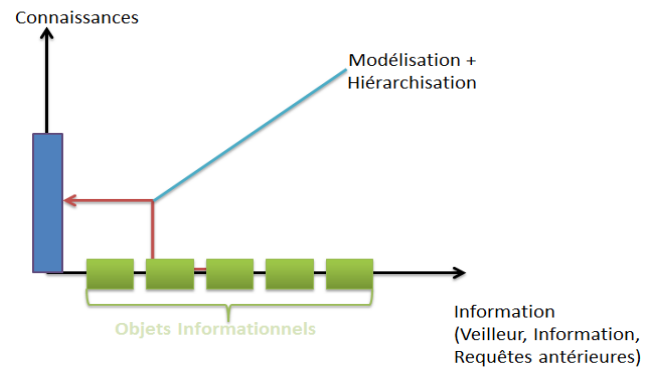 Connaissances
Modélisation +
Hiérarchisation
Objets Informationnels
Information
(Veilleur, Information,
Requêtes antérieures)